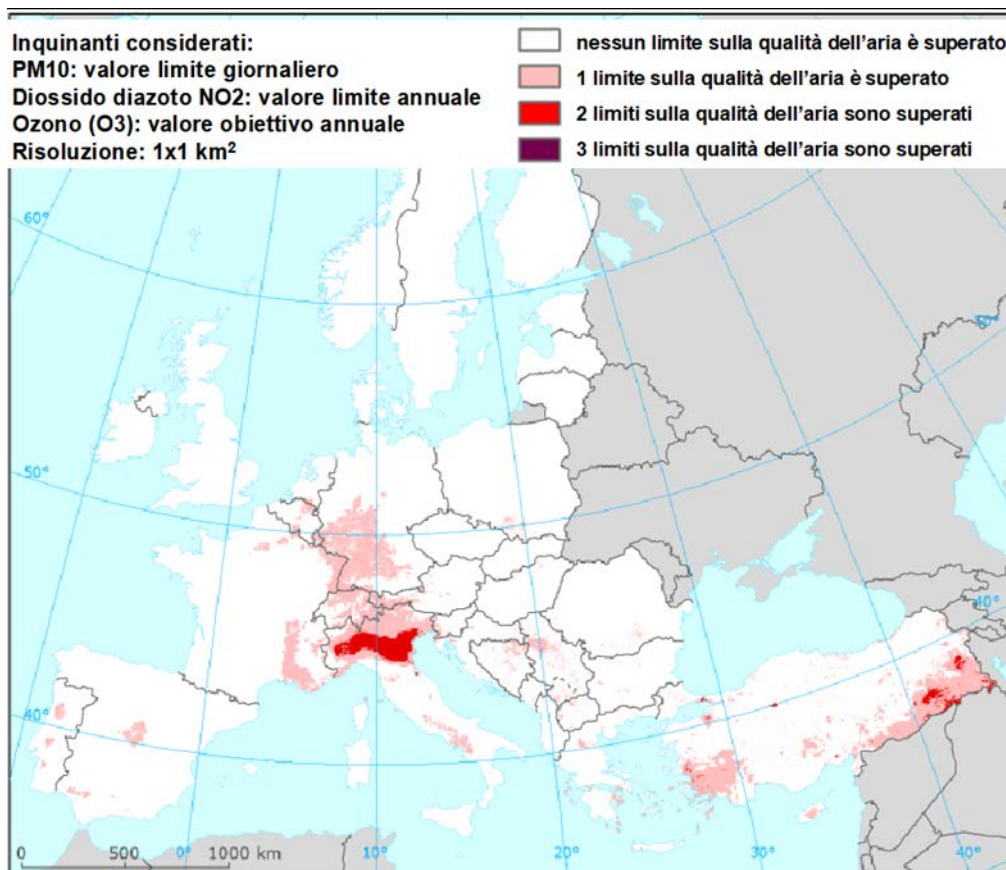 Inquinanti considerati:
PM10: valore limite giornaliero
Diossido diazoto NO2: valore limite annuale
Ozono (O3): valore obiettivo annuale
Risoluzione: 1x1 km²
nessun limite sulla qualità dell'aria è superato
1 limite sulla qualità dell'aria è superato
2 limiti sulla qualità dell'aria sono superati
3 limiti sulla qualità dell'aria sono superati
60°
50°
50°
40°
40°
0 500 1000 km
0°
10°
20°
30°
40°